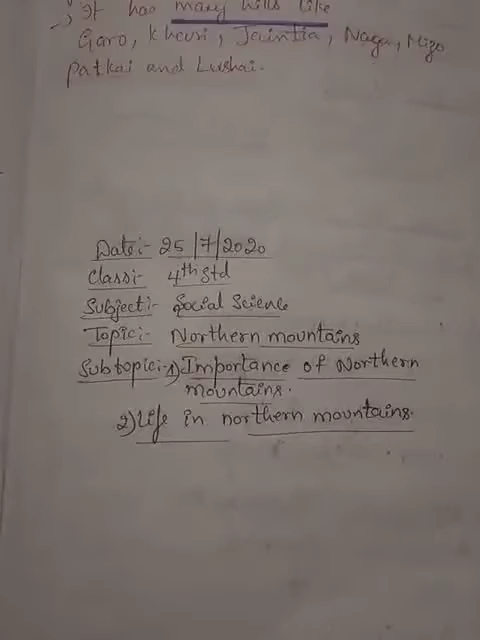 → It has many hills like
Garo, Khasi, Jaintia, Naga, Mizo
Patkai and Lushai.
Date:- 25/7/2020
Class:- 4th Std
Subject:- Social Science
Topic:- Northern mountains
Subtopic:-1) Importance of Northern
mountains.
2) Life in northern mountains.